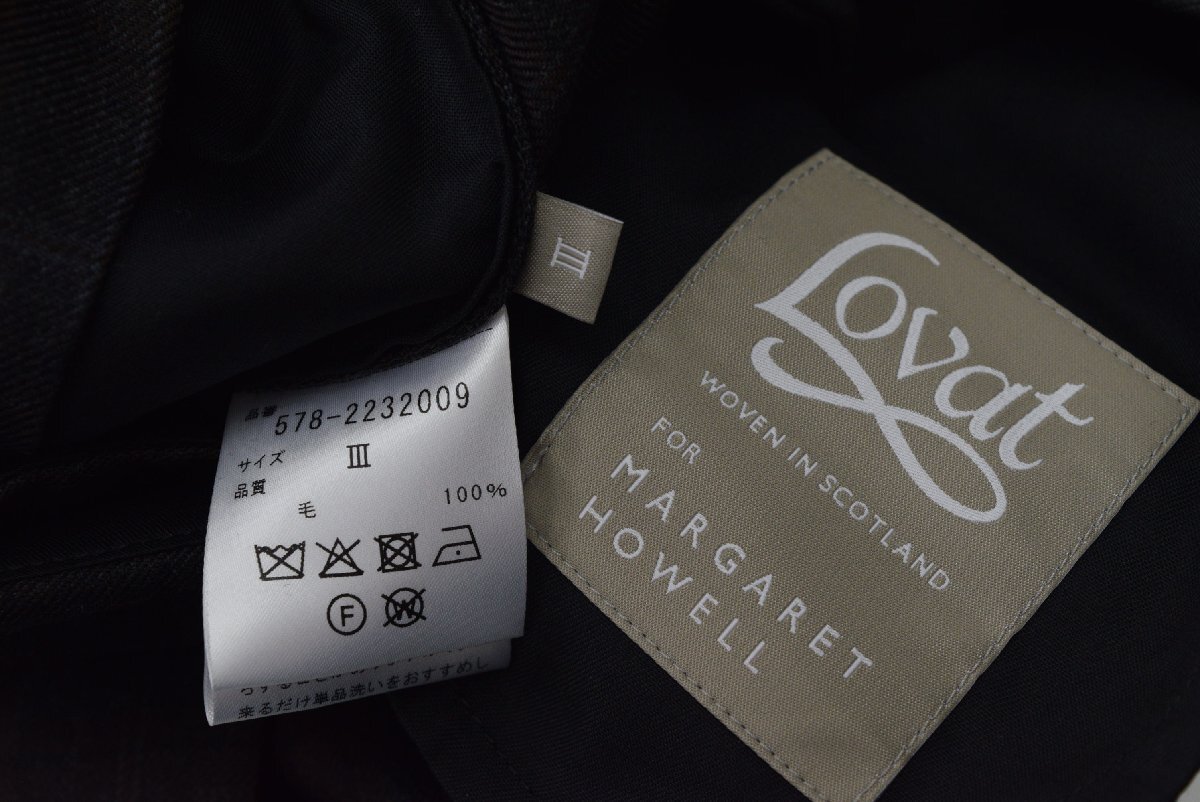 III
品番 578-2232009
サイズ III
品質
毛 100%
F
W
来るだけ単品洗いをおすすめし
Lovat
WOVEN IN SCOTLAND
FOR
MARGARET
HOWELL